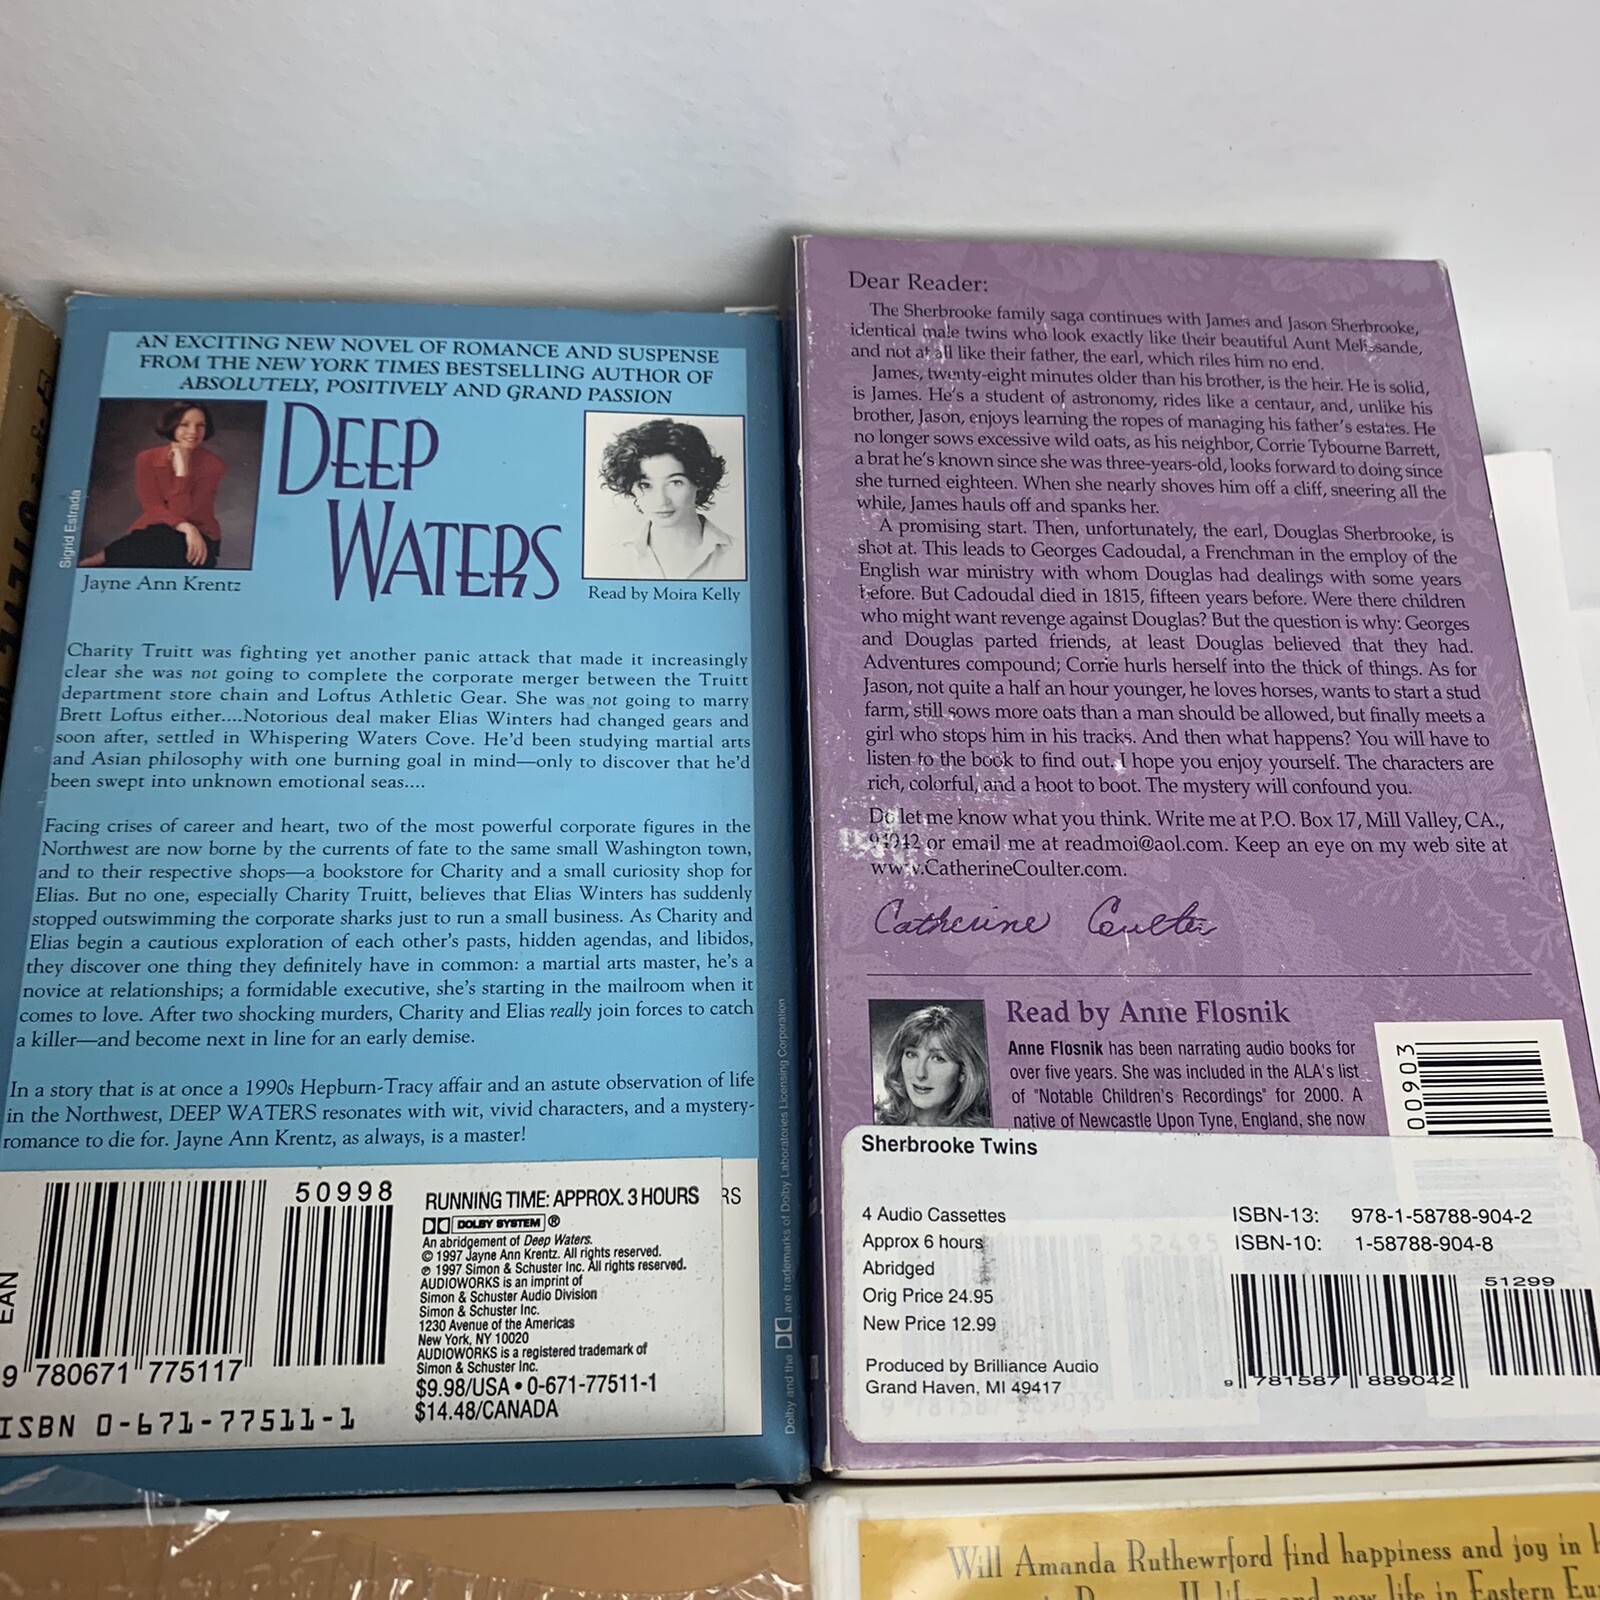 AN EXCITING NEW NOVEL OF ROMANCE AND SUSPENSE
FROM THE NEW YORK TIMES BESTSELLING AUTHOR OF
ABSOLUTELY, POSITIVELY AND GRAND PASSION
DEEP
WATERS
Sigrid Estrada
Jayne Ann Krentz
Read by Moira Kelly
Charity Truitt was fighting yet another panic attack that made it increasingly
clear she was not going to complete the corporate merger between the Truitt
department store chain and Loftus Athletic Gear. She was not going to marry
Brett Loftus either....Notorious deal maker Elias Winters had changed gears and
soon after, settled in Whispering Waters Cove. He'd been studying martial arts
and Asian philosophy with one burning goal in mind—only to discover that he'd
been swept into unknown emotional seas....
Facing crises of career and heart, two of the most powerful corporate figures in the
Northwest are now borne by the currents of fate to the same small Washington town,
and to their respective shops—a bookstore for Charity and a small curiosity shop for
Elias. But no one, especially Charity Truitt, believes that Elias Winters has suddenly
stopped outswimming the corporate sharks just to run a small business. As Charity and
Elias begin a cautious exploration of each other's pasts, hidden agendas, and libidos,
they discover one thing they definitely have in common: a martial arts master, he's a
novice at relationships; a formidable executive, she's starting in the mailroom when it
comes to love. After two shocking murders, Charity and Elias really join forces to catch
a killer—and become next in line for an early demise.
In a story that is at once a 1990s Hepburn-Tracy affair and an astute observation of life
in the Northwest, DEEP WATERS resonates with wit, vivid characters, and a mystery-
romance to die for. Jayne Ann Krentz, as always, is a master!
EAN
50998
9 780671 775117
ISBN 0-671-77511-1
RUNNING TIME: APPROX. 3 HOURS
RS
DOLBY SYSTEM ®
An abridgement of Deep Waters.
© 1997 Jayne Ann Krentz. All rights reserved.
℗ 1997 Simon & Schuster Inc. All rights reserved.
AUDIOWORKS is an imprint of
Simon & Schuster Audio Division
Simon & Schuster Inc.
1230 Avenue of the Americas
New York, NY 10020
AUDIOWORKS is a registered trademark of
Simon & Schuster Inc.
$9.98/USA • 0-671-77511-1
$14.48/CANADA
Dolby and the are trademarks of Dolby Laboratories Licensing Corporation
Dear Reader:
The Sherbrooke family saga continues with James and Jason Sherbrooke,
identical male twins who look exactly like their beautiful Aunt Melissande,
and not at all like their father, the earl, which riles him no end.
James, twenty-eight minutes older than his brother, is the heir. He is solid,
is James. He's a student of astronomy, rides like a centaur, and, unlike his
brother, Jason, enjoys learning the ropes of managing his father's estates. He
no longer sows excessive wild oats, as his neighbor, Corrie Tybourne Barrett,
a brat he's known since she was three-years-old, looks forward to doing since
she turned eighteen. When she nearly shoves him off a cliff, sneering all the
while, James hauls off and spanks her.
A promising start. Then, unfortunately, the earl, Douglas Sherbrooke, is
shot at. This leads to Georges Cadoudal, a Frenchman in the employ of the
English war ministry with whom Douglas had dealings with some years
before. But Cadoudal died in 1815, fifteen years before. Were there children
who might want revenge against Douglas? But the question is why: Georges
and Douglas parted friends, at least Douglas believed that they had.
Adventures compound; Corrie hurls herself into the thick of things. As for
Jason, not quite a half an hour younger, he loves horses, wants to start a stud
farm, still sows more oats than a man should be allowed, but finally meets a
girl who stops him in his tracks. And then what happens? You will have to
listen to the book to find out. I hope you enjoy yourself. The characters are
rich, colorful, and a hoot to boot. The mystery will confound you.
Do let me know what you think. Write me at P.O. Box 17, Mill Valley, CA.,
94942 or email me at readmoi@aol.com. Keep an eye on my web site at
www.CatherineCoulter.com.
Catherine Coulter
Read by Anne Flosnik
Anne Flosnik has been narrating audio books for
over five years. She was included in the ALA's list
of "Notable Children's Recordings" for 2000. A
native of Newcastle Upon Tyne, England, she now
00903
Sherbrooke Twins
4 Audio Cassettes
Approx 6 hours
Abridged
Orig Price 24.95
New Price 12.99
Produced by Brilliance Audio
Grand Haven, MI 49417
ISBN-13: 978-1-58788-904-2
ISBN-10: 1-58788-904-8
51299
9 781587 889042
Will Amanda Ruthewrford find happiness and joy in
new life in Eastern